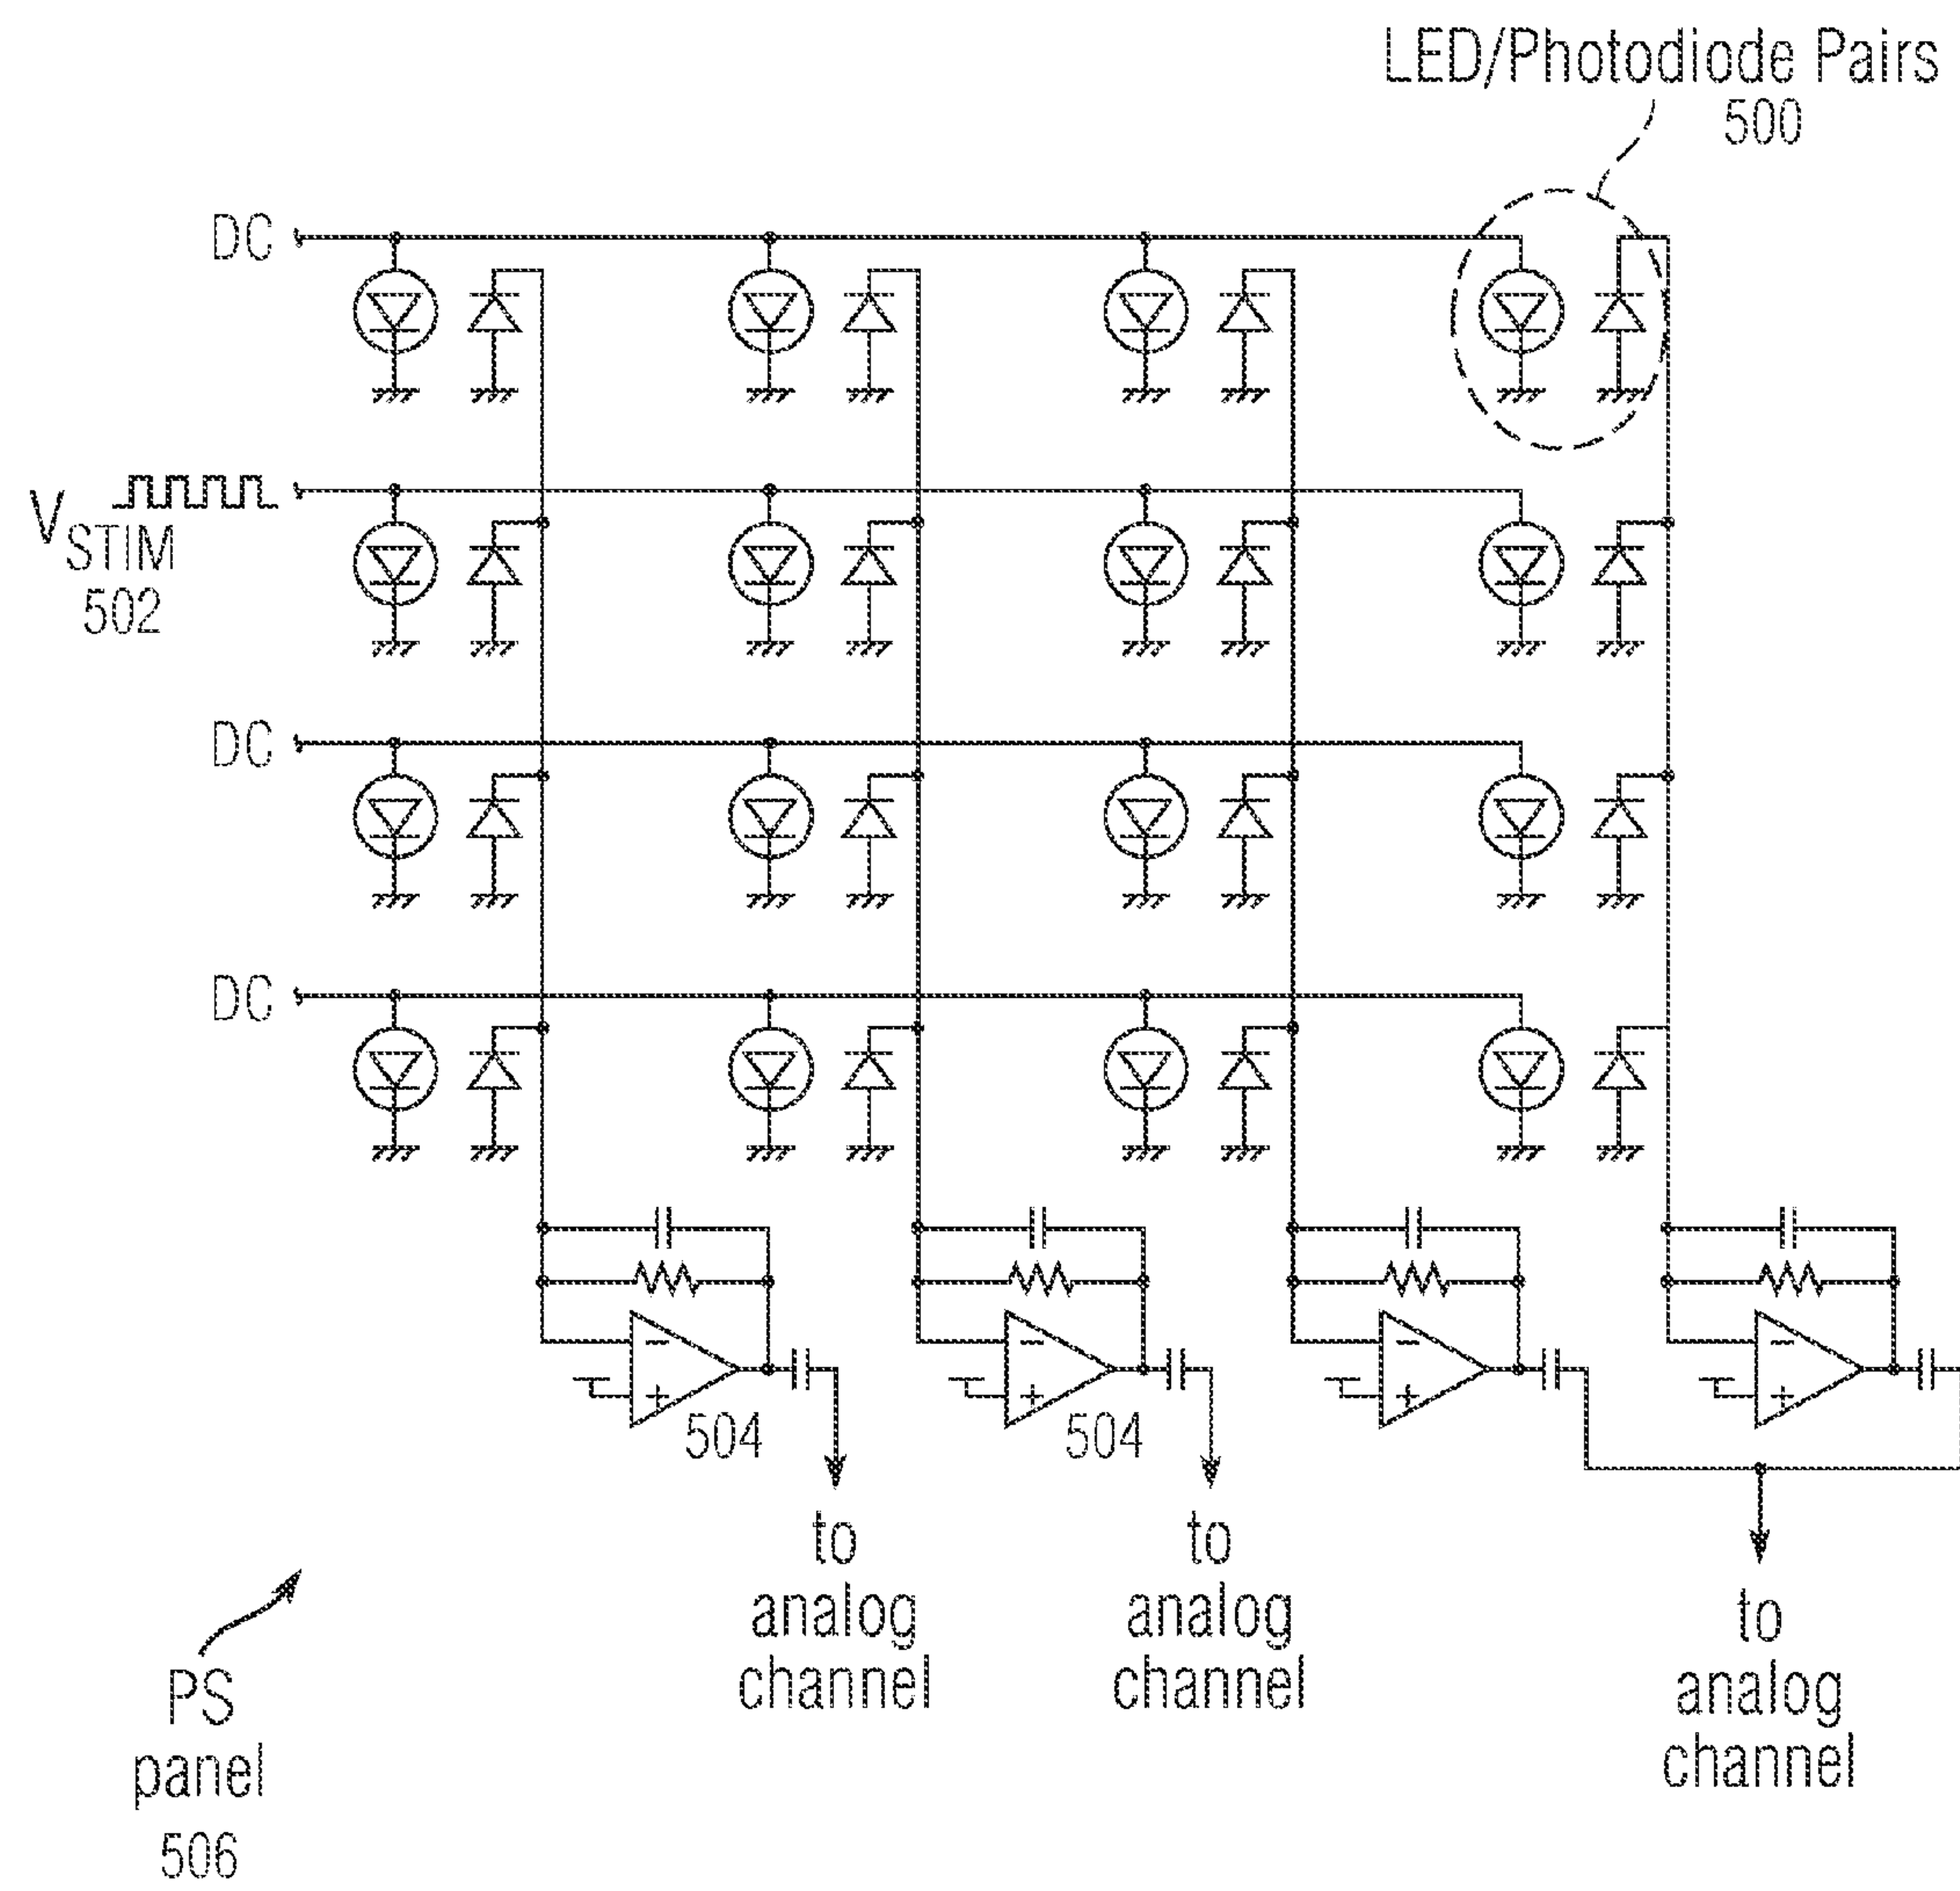 LED/Photodiode Pairs
500
DC
V STIM
502
DC
DC
504
504
to
analog
channel
to
analog
channel
to
analog
channel
PS
panel
506